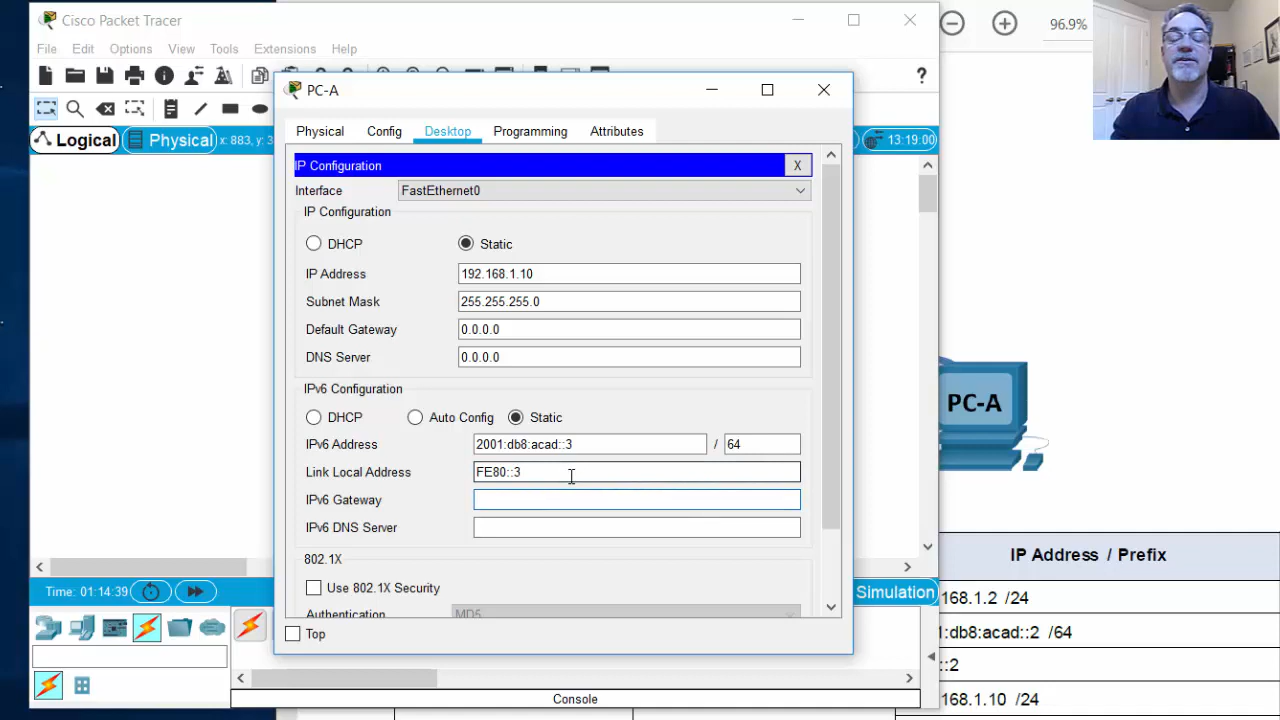 Cisco Packet Tracer
96.9%
File Edit Options View Tools Extensions Help
?
PC-A
Physical Config Desktop Programming Attributes
Logical Physical x: 883, y: 3 13:19:00
IP Configuration X
Interface FastEthernet0
IP Configuration
DHCP Static
IP Address 192.168.1.10
Subnet Mask 255.255.255.0
Default Gateway 0.0.0.0
DNS Server 0.0.0.0
IPv6 Configuration
DHCP Auto Config Static
IPv6 Address 2001:db8:acad::3 / 64
Link Local Address FE80::3
IPv6 Gateway
IPv6 DNS Server
802.1X
Use 802.1X Security
Authentication MD5
Top
PC-A
IP Address / Prefix
168.1.2 /24
1:db8:acad::2 /64
::2
168.1.10 /24
Time: 01:14:39 Simulation
Console